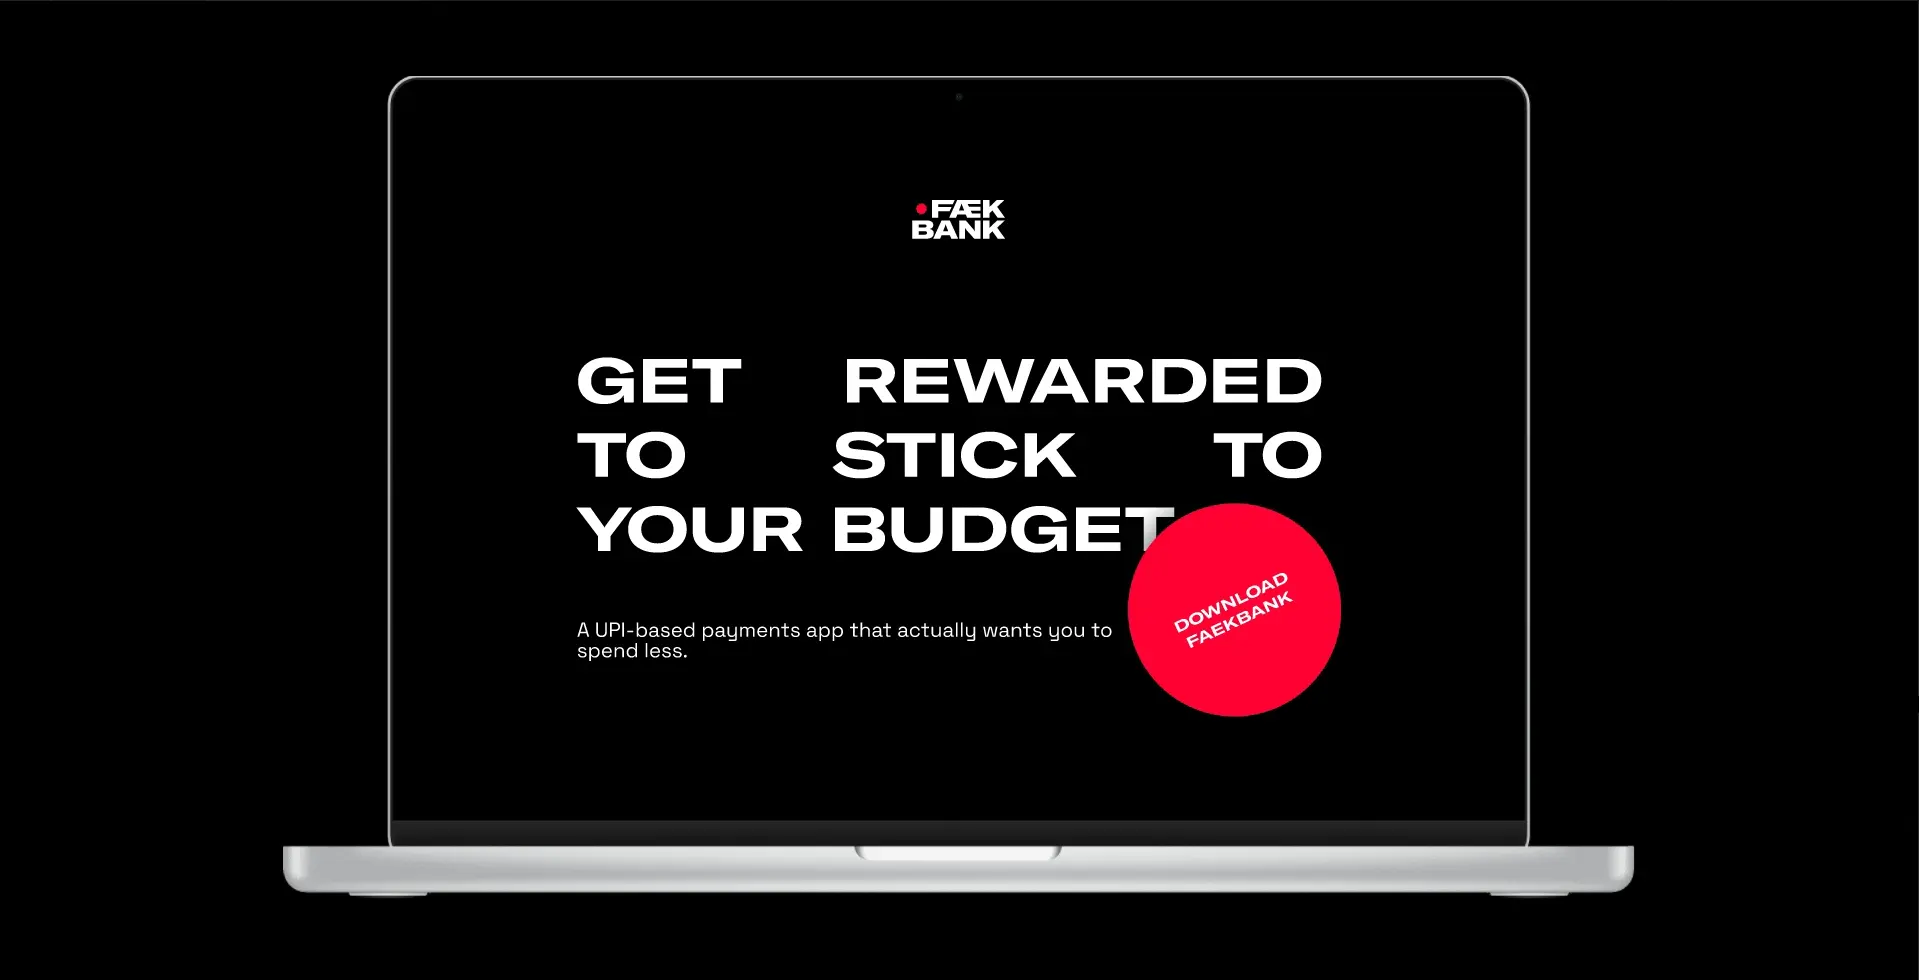 FÆK
BANK
GET REWARDED
TO STICK TO
YOUR BUDGET
A UPI-based payments app that actually wants you to
spend less.
DOWNLOAD
FAEKBANK